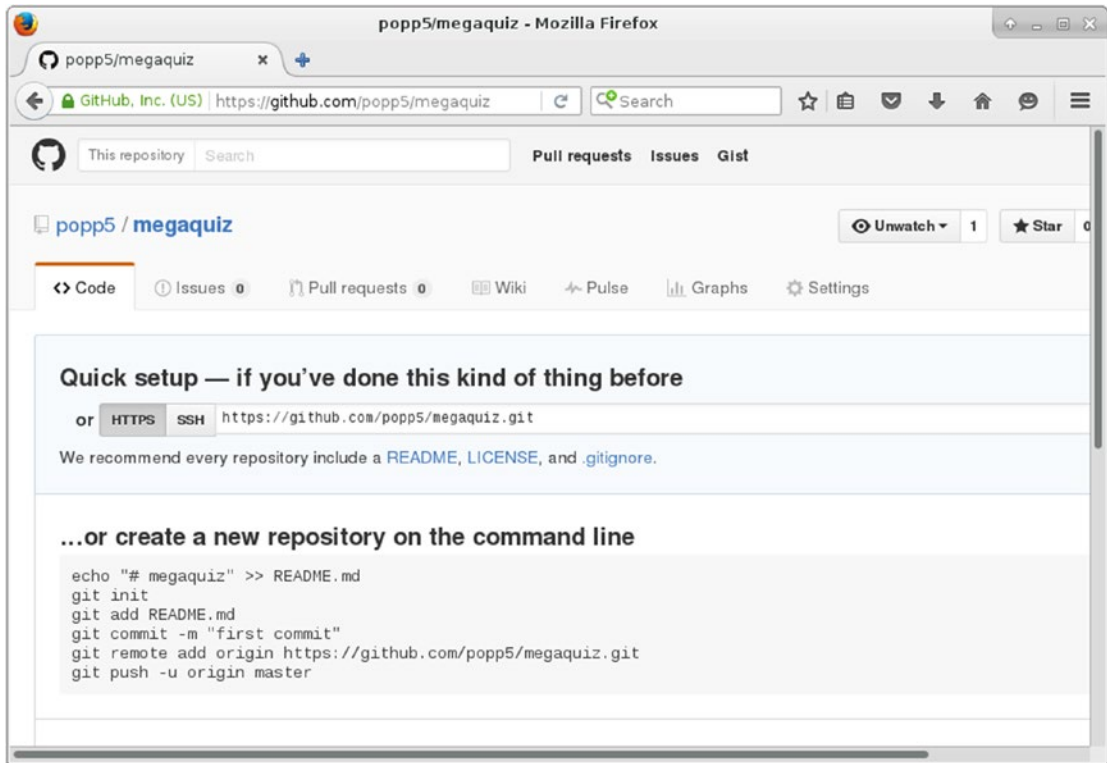 popp5/megaquiz - Mozilla Firefox
popp5/megaquiz
GitHub, Inc. (US) https://github.com/popp5/megaquiz Search
This repository Search Pull requests Issues Gist
popp5 / megaquiz Unwatch 1 Star 0
Code Issues 0 Pull requests 0 Wiki Pulse Graphs Settings
Quick setup — if you've done this kind of thing before
or HTTPS SSH https://github.com/popp5/megaquiz.git
We recommend every repository include a README, LICENSE, and .gitignore.
…or create a new repository on the command line
echo "# megaquiz" >> README.md
git init
git add README.md
git commit -m "first commit"
git remote add origin https://github.com/popp5/megaquiz.git
git push -u origin master